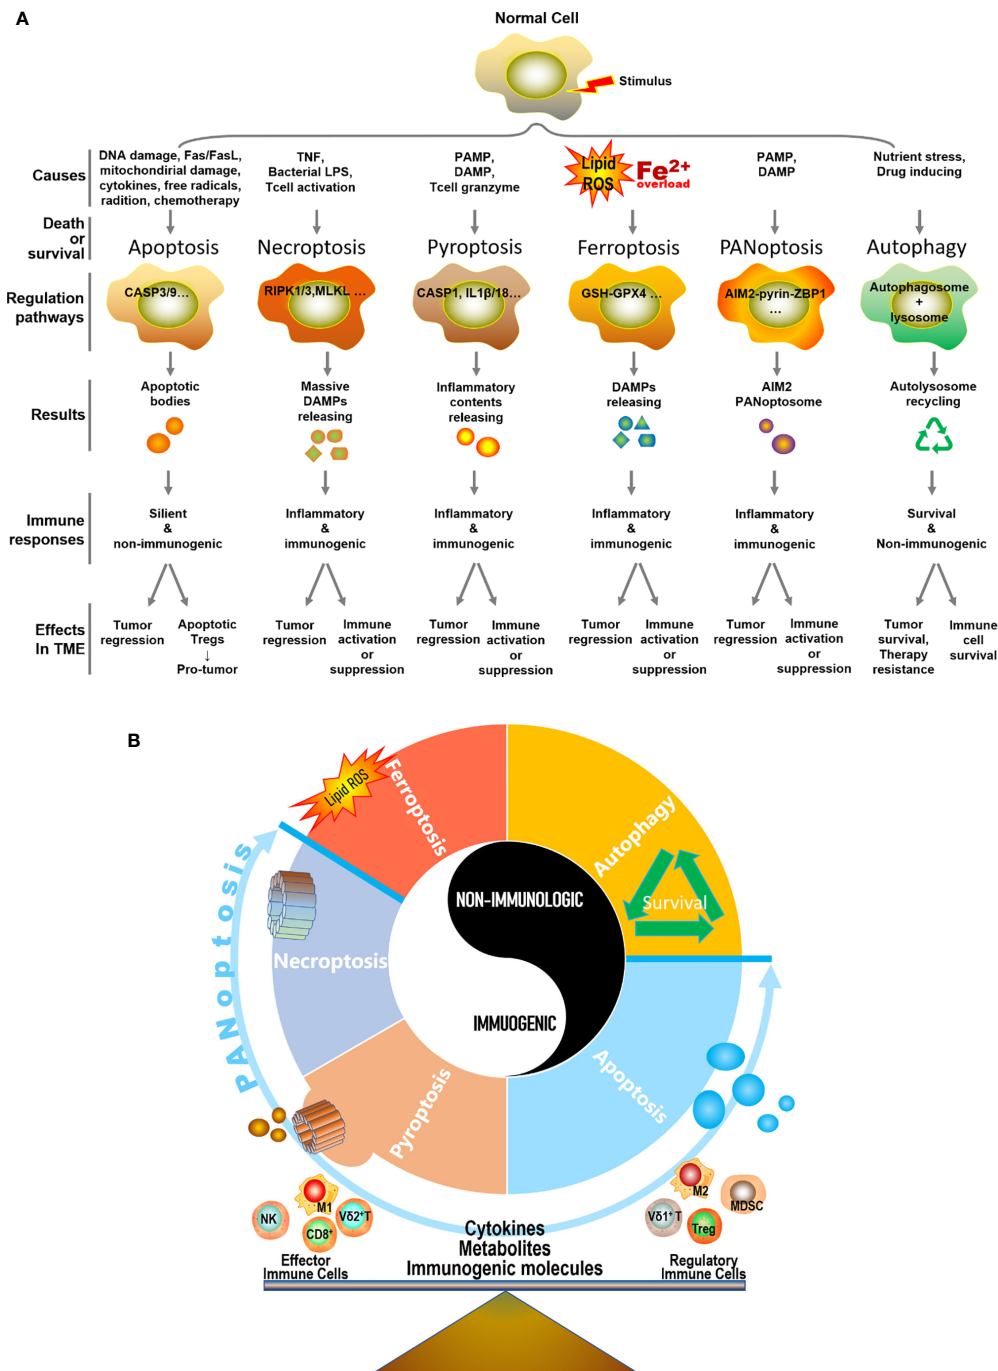 A
Normal Cell
Stimulus
Causes
DNA damage, Fas/FasL,
mitochondirial damage,
cytokines, free radicals,
radition, chemotherapy
TNF,
Bacterial LPS,
Tcell activation
PAMP,
DAMP,
Tcell granzyme
Lipid
ROS
Fe2+
overload
PAMP,
DAMP
Nutrient stress,
Drug inducing
Death
or
survival
Apoptosis
Necroptosis
Pyroptosis
Ferroptosis
PANoptosis
Autophagy
Regulation
pathways
CASP3/9...
RIPK1/3,MLKL ...
CASP1, IL1β/18...
GSH-GPX4 ...
AIM2-pyrin-ZBP1
...
Autophagosome
+
lysosome
Results
Apoptotic
bodies
Massive
DAMPs
releasing
Inflammatory
contents
releasing
DAMPs
releasing
AIM2
PANoptosome
Autolysosome
recycling
Immune
responses
Silient
&
non-immunogenic
Inflammatory
&
immunogenic
Inflammatory
&
immunogenic
Inflammatory
&
immunogenic
Inflammatory
&
immunogenic
Survival
&
Non-immunogenic
Effects
In TME
Tumor
regression
Apoptotic
Tregs
↓
Pro-tumor
Tumor
regression
Immune
activation
or
suppression
Tumor
regression
Immune
activation
or
suppression
Tumor
regression
Immune
activation
or
suppression
Tumor
regression
Immune
activation
or
suppression
Tumor
survival,
Therapy
resistance
Immune
cell
survival
B
Lipid ROS
Ferroptosis
Autophagy
Survival
NON-IMMUNOLOGIC
PANoptosis
Necroptosis
IMMUOGENIC
Pyroptosis
Apoptosis
M1
NK
CD8+
Vδ2+T
Effector
Immune Cells
Cytokines
Metabolites
Immunogenic molecules
M2
MDSC
Vδ1+ T
Treg
Regulatory
Immune Cells